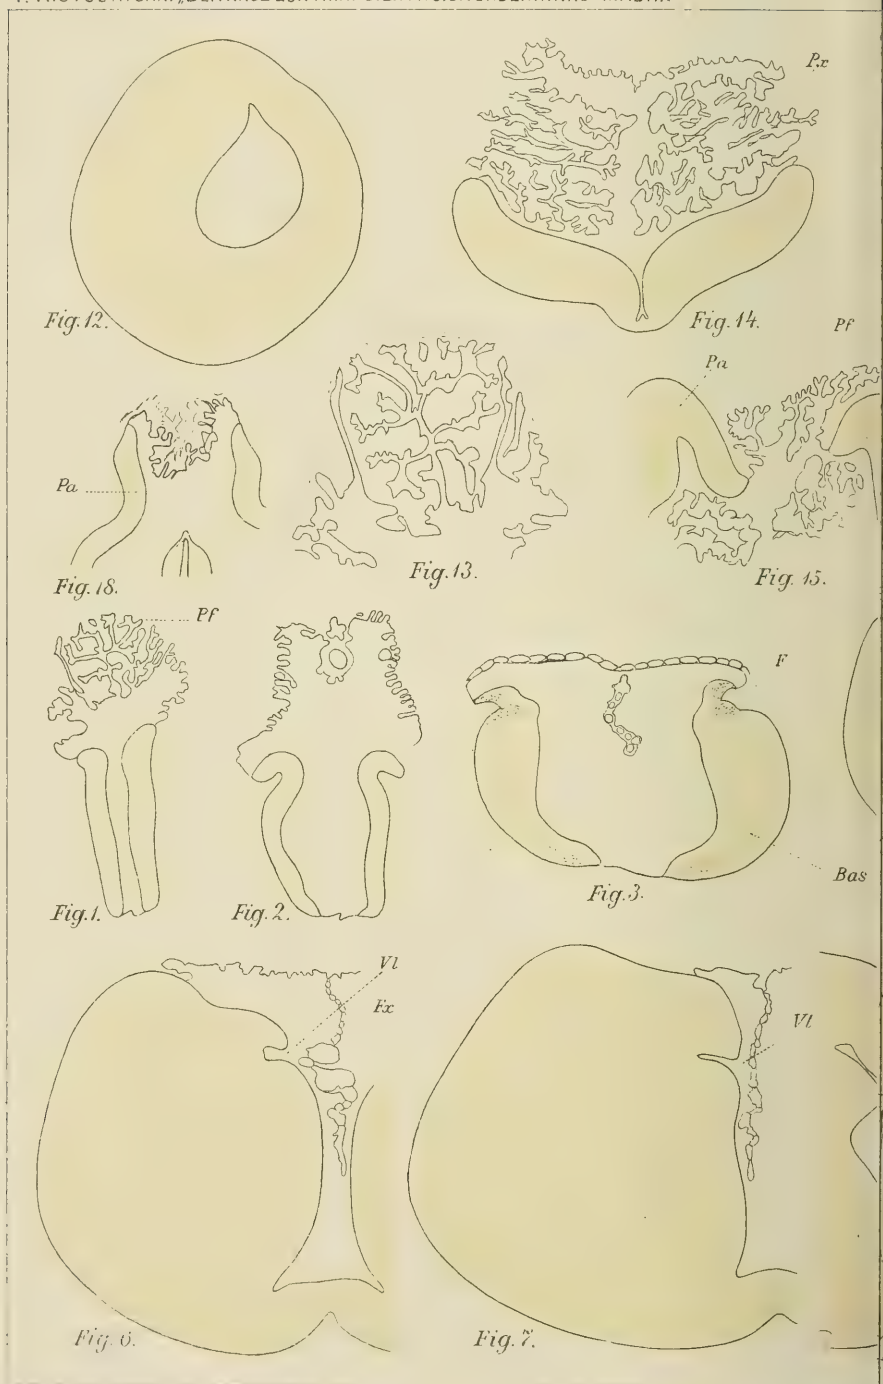 Px
Fig. 12.
Fig. 14.
Pf
Pa
Pa
Fig. 18.
Fig. 13.
Fig. 15.
Pf
F
Fig. 1.
Fig. 2.
Fig. 3.
Bas
Vl
Fx
Vl
Fig. 6.
Fig. 7.